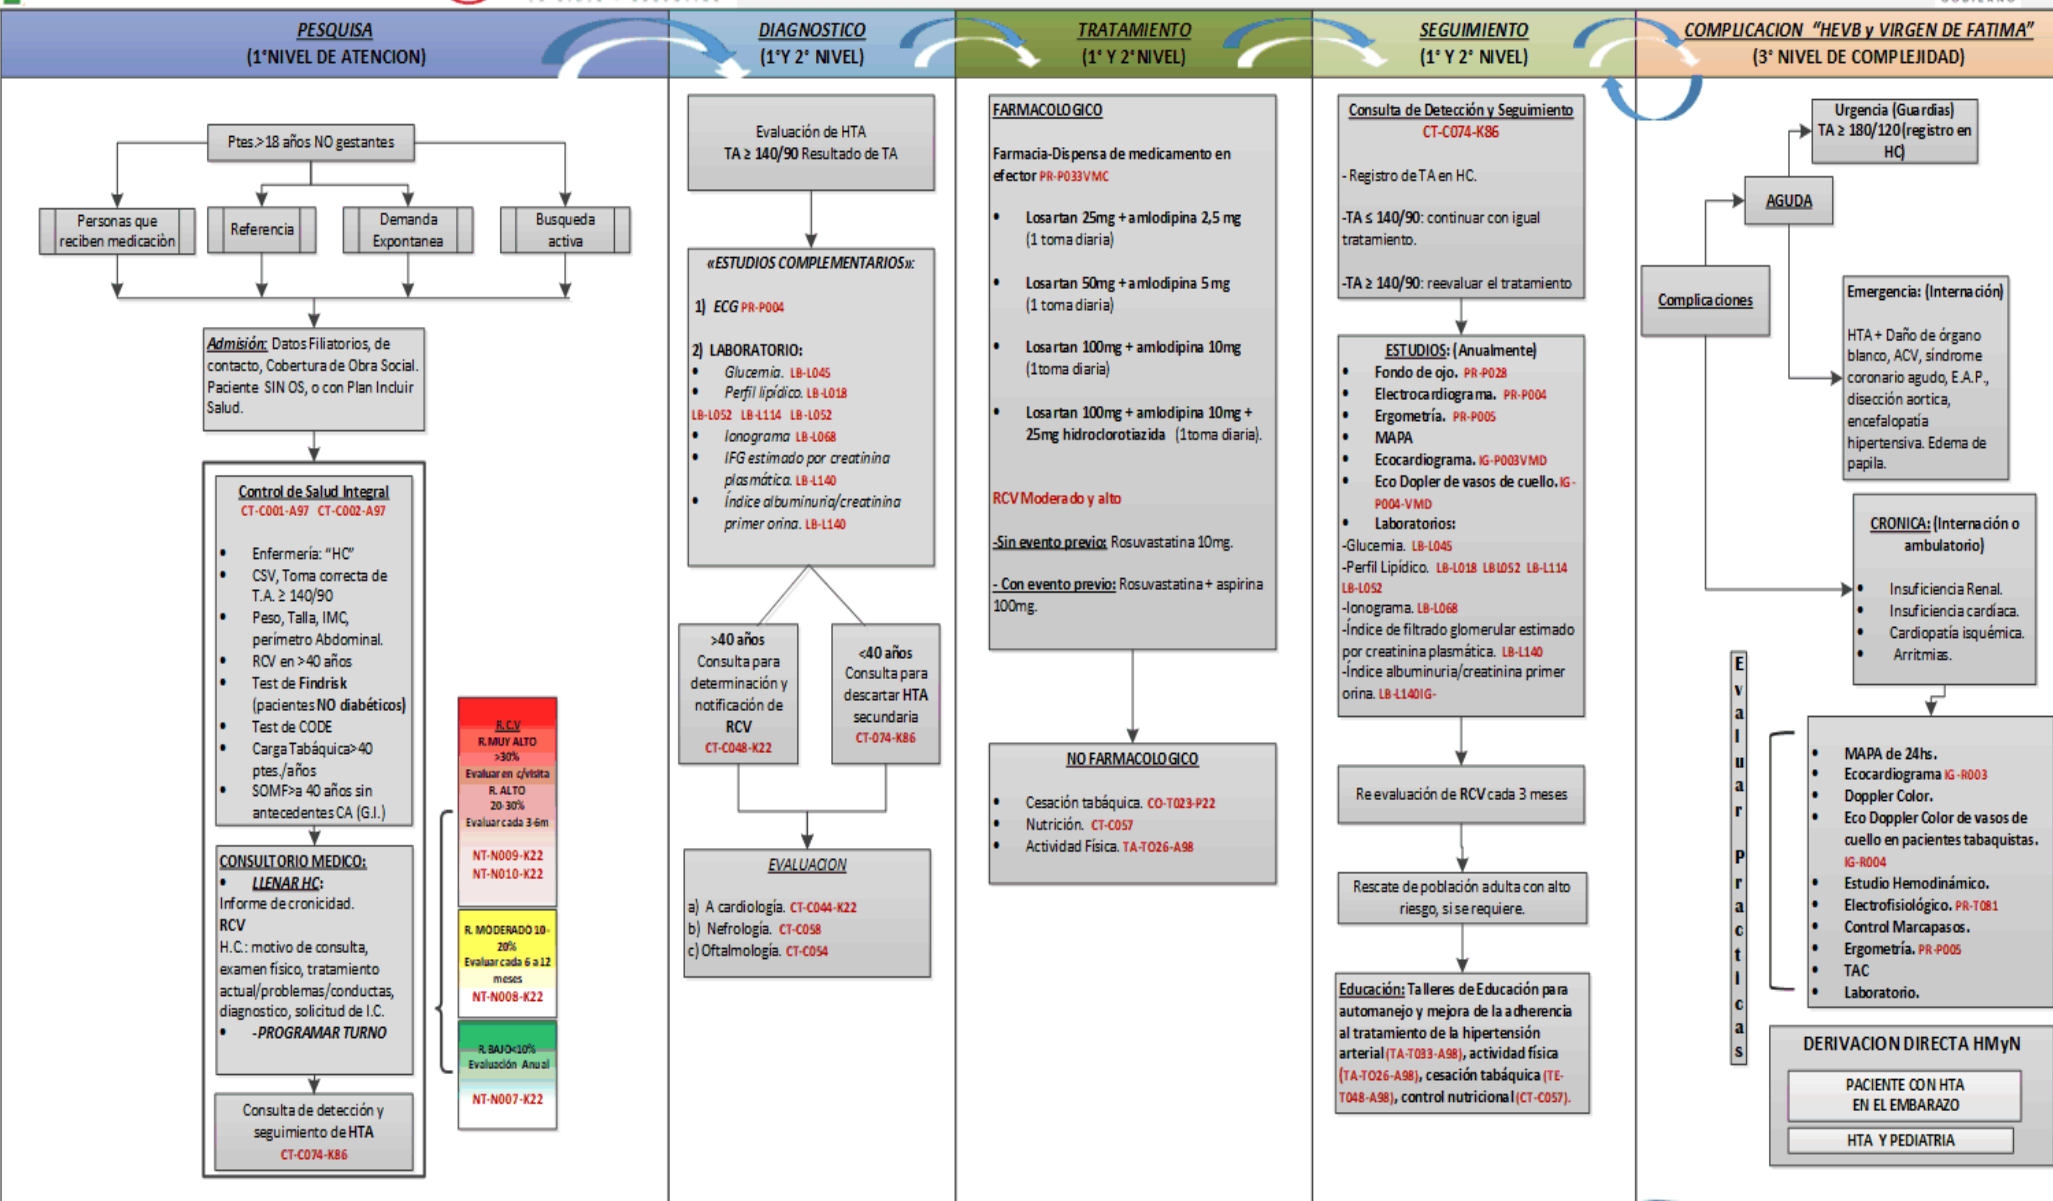 PESQUISA
(1°NIVEL DE ATENCION)
DIAGNOSTICO
(1°Y 2° NIVEL)
TRATAMIENTO
(1° Y 2°NIVEL)
SEGUIMIENTO
(1° Y 2° NIVEL)
COMPLICACION "HEVB y VIRGEN DE FATIMA"
(3° NIVEL DE COMPLEJIDAD)
Ptes.>18 años NO gestantes
Personas que
reciben medicaciòn
Referencia
Demanda
Expontanea
Busqueda
activa
Admisión: Datos Filiatorios, de
contacto, Cobertura de Obra Social.
Paciente SIN OS, o con Plan Incluir
Salud.
Control de Salud Integral
CT-C001-A97 CT-C002-A97
• Enfermería: "HC"
• CSV, Toma correcta de
T.A. ≥ 140/90
• Peso, Talla, IMC,
perímetro Abdominal.
• RCV en >40 años
• Test de Findrisk
(pacientes NO diabéticos)
• Test de CODE
• Carga Tabáquica>40
ptes./años
• SOMF>a 40 años sin
antecedentes CA (G.I.)
CONSULTORIO MEDICO:
• LLENAR HC:
Informe de cronicidad.
RCV
H.C.: motivo de consulta,
examen físico, tratamiento
actual/problemas/conductas,
diagnostico, solicitud de I.C.
• -PROGRAMAR TURNO
Consulta de detección y
seguimiento de HTA
CT-C074-K86
R.C.V
R. MUY ALTO
>30%
Evaluar en c/visita
R. ALTO
20-30%
Evaluar cada 3-6m
NT-N009-K22
NT-N010-K22
R. MODERADO 10-
20%
Evaluar cada 6 a 12
meses
NT-N008-K22
R. BAJO<10%
Evaluación Anual
NT-N007-K22
Evaluación de HTA
TA ≥ 140/90 Resultado de TA
«ESTUDIOS COMPLEMENTARIOS»:
1) ECG PR-P004
2) LABORATORIO:
• Glucemia. LB-L045
• Perfil lipídico. LB-L018
LB-L052 LB-L114 LB-L052
• Ionograma LB-L068
• IFG estimado por creatinina
plasmática. LB-L140
• Índice albuminuria/creatinina
primer orina. LB-L140
>40 años
Consulta para
determinación y
notificación de
RCV
CT-C048-K22
<40 años
Consulta para
descartar HTA
secundaria
CT-074-K86
EVALUACION
a) A cardiología. CT-C044-K22
b) Nefrología. CT-C058
c) Oftalmología. CT-C054
FARMACOLOGICO
Farmacia-Dispensa de medicamento en
efector PR-P033VMC
• Losartan 25mg + amlodipina 2,5 mg
(1 toma diaria)
• Losartan 50mg + amlodipina 5 mg
(1 toma diaria)
• Losartan 100mg + amlodipina 10mg
(1toma diaria)
• Losartan 100mg + amlodipina 10mg +
25mg hidroclorotiazida (1toma diaria).
RCV Moderado y alto
-Sin evento previo: Rosuvastatina 10mg.
- Con evento previo: Rosuvastatina + aspirina
100mg.
NO FARMACOLOGICO
• Cesación tabáquica. CO-T023-P22
• Nutrición. CT-C057
• Actividad Física. TA-TO26-A98
Consulta de Detección y Seguimiento
CT-C074-K86
- Registro de TA en HC.
-TA ≤ 140/90: continuar con igual
tratamiento.
-TA ≥ 140/90: reevaluar el tratamiento
ESTUDIOS: (Anualmente)
• Fondo de ojo. PR-P028
• Electrocardiograma. PR-P004
• Ergometría. PR-P005
• MAPA
• Ecocardiograma. IG-P003VMD
• Eco Dopler de vasos de cuello. IG-
P004-VMD
• Laboratorios:
-Glucemia. LB-L045
-Perfil Lipídico. LB-L018 LBL052 LB-L114
LB-L052
-Ionograma. LB-L068
-Índice de filtrado glomerular estimado
por creatinina plasmática. LB-L140
-Índice albuminuria/creatinina primer
orina. LB-L140IG-
Re evaluación de RCV cada 3 meses
Rescate de población adulta con alto
riesgo, si se requiere.
Educación: Talleres de Educación para
automanejo y mejora de la adherencia
al tratamiento de la hipertensión
arterial (TA-T033-A98), actividad física
(TA-TO26-A98), cesación tabáquica (TE-
T048-A98), control nutricional (CT-C057).
Urgencia (Guardias)
TA ≥ 180/120 (registro en
HC)
AGUDA
Complicaciones
Emergencia: (Internación)
HTA + Daño de órgano
blanco, ACV, síndrome
coronario agudo, E.A.P.,
disección aortica,
encefalopatía
hipertensiva. Edema de
papila.
CRONICA: (Internación o
ambulatorio)
• Insuficiencia Renal.
• Insuficiencia cardíaca.
• Cardiopatía isquémica.
• Arritmias.
Evaluar Practicas
• MAPA de 24hs.
• Ecocardiograma IG-R003
• Doppler Color.
• Eco Doppler Color de vasos de
cuello en pacientes tabaquistas.
IG-R004
• Estudio Hemodinámico.
• Electrofisiológico. PR-T081
• Control Marcapasos.
• Ergometría. PR-P005
• TAC
• Laboratorio.
DERIVACION DIRECTA HMyN
PACIENTE CON HTA
EN EL EMBARAZO
HTA Y PEDIATRIA